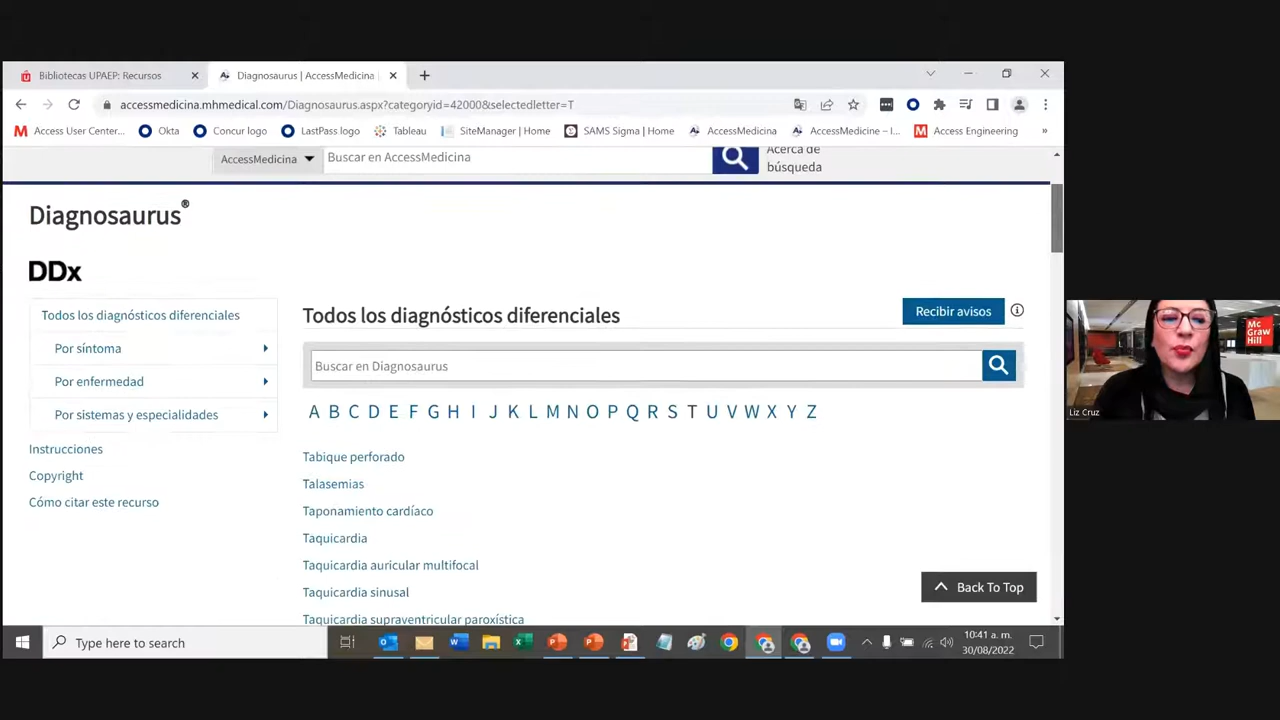 Bibliotecas UPAEP: Recursos
Diagnosaurus | AccessMedicina |
accessmedicina.mhmedical.com/Diagnosaurus.aspx?categoryid=42000&selectedletter=T
Access User Center... Okta Concur logo LastPass logo Tableau SiteManager | Home SAMS Sigma | Home AccessMedicina AccessMedicine – I... Access Engineering »
AccessMedicina Buscar en AccessMedicina Acerca de
búsqueda
Diagnosaurus®
DDx
Todos los diagnósticos diferenciales
Por síntoma
Por enfermedad
Por sistemas y especialidades
Instrucciones
Copyright
Cómo citar este recurso
Todos los diagnósticos diferenciales
Recibir avisos
Buscar en Diagnosaurus
A B C D E F G H I J K L M N O P Q R S T U V W X Y Z
Tabique perforado
Talasemias
Taponamiento cardíaco
Taquicardia
Taquicardia auricular multifocal
Taquicardia sinusal
Taquicardia supraventricular paroxística
Back To Top
Mc
Graw
Hill
Liz Cruz
Type here to search
10:41 a. m.
30/08/2022